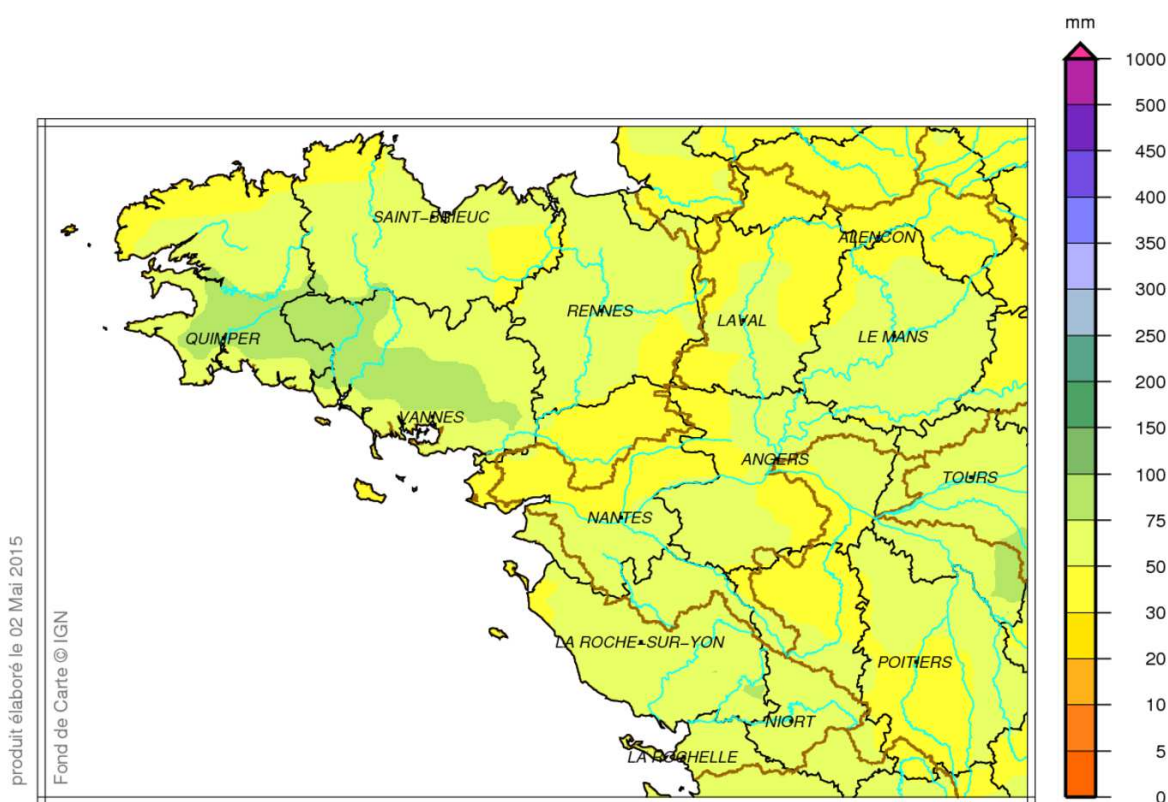 mm
1000
500
450
400
350
300
250
200
150
100
75
50
30
20
10
5
0
SAINT-BRIEUC
ALENCON
RENNES
LAVAL
LE MANS
QUIMPER
VANNES
ANGERS
TOURS
NANTES
LA ROCHE-SUR-YON
POITIERS
NIORT
LA ROCHELLE
produit élaboré le 02 Mai 2015
Fond de Carte © IGN